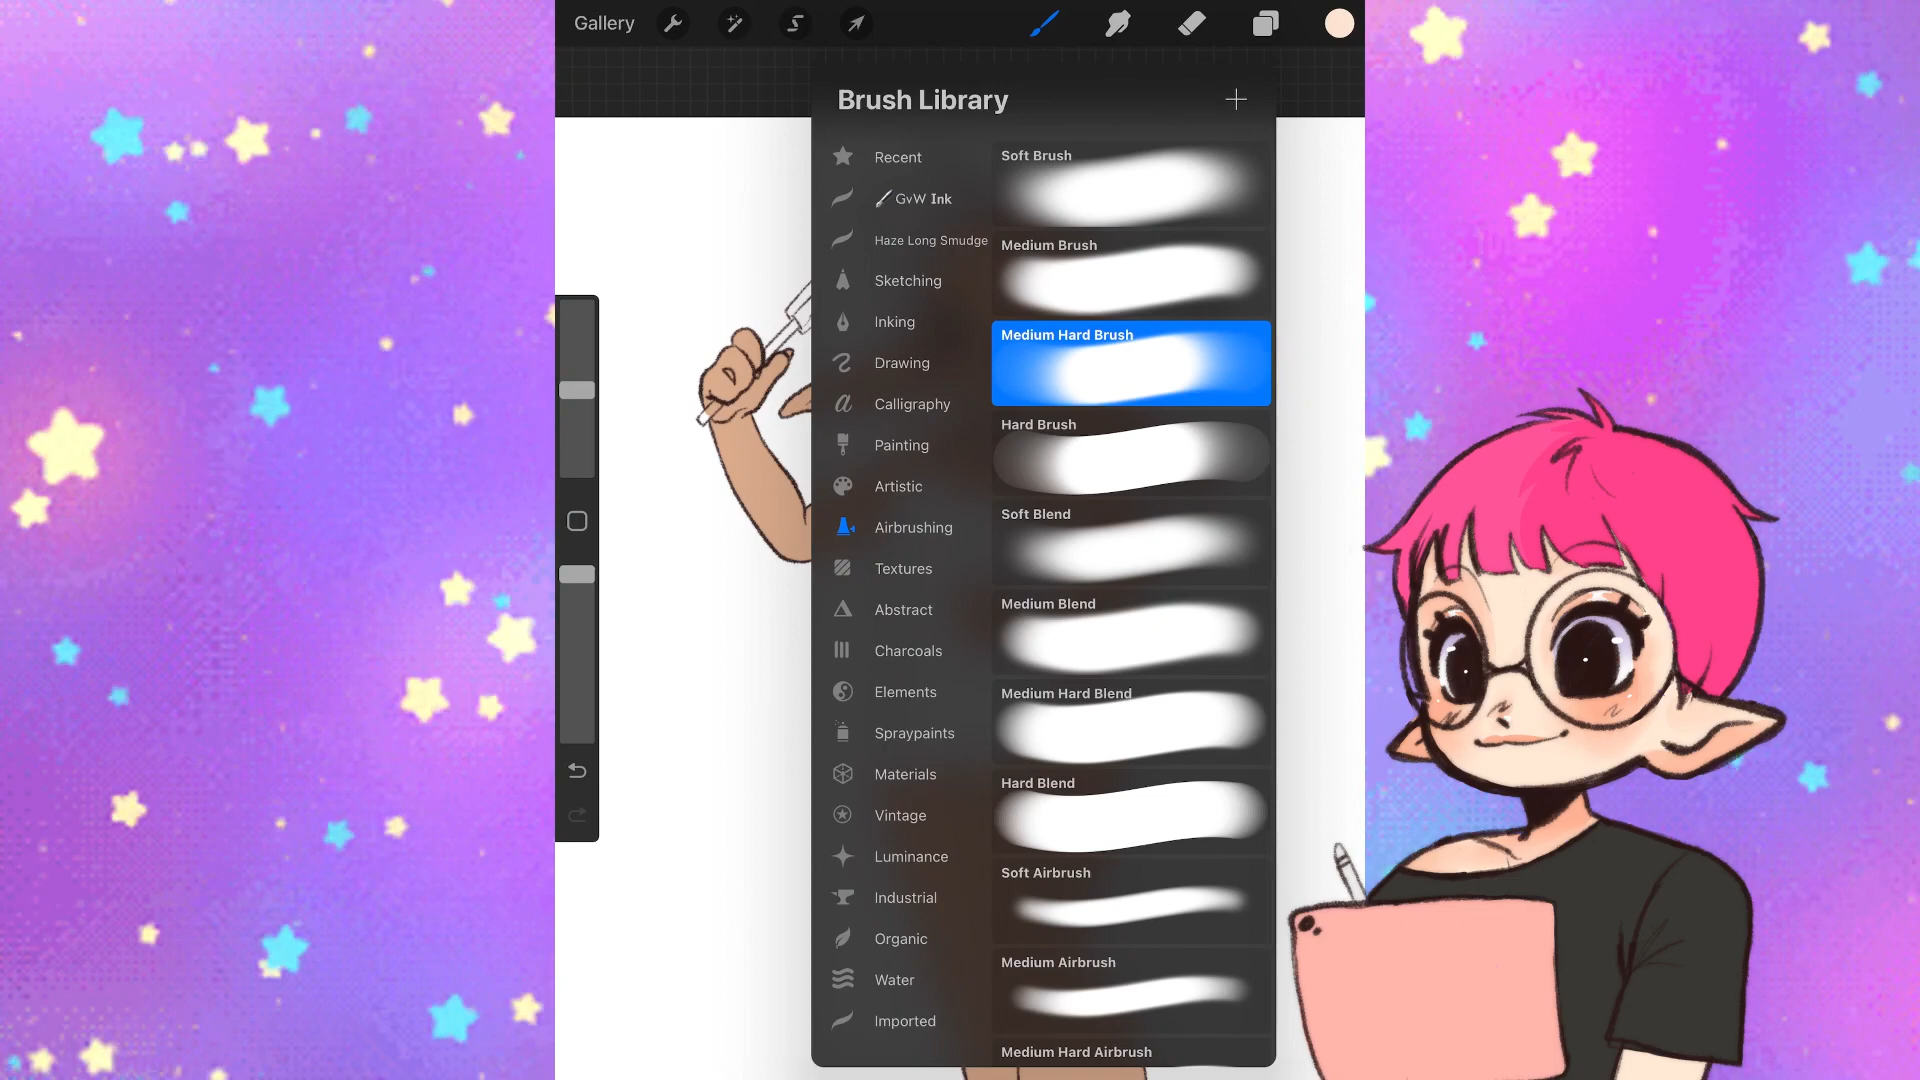 Gallery
Brush Library
Recent
GvW Ink
Haze Long Smudge
Sketching
Inking
Drawing
Calligraphy
Painting
Artistic
Airbrushing
Textures
Abstract
Charcoals
Elements
Spraypaints
Materials
Vintage
Luminance
Industrial
Organic
Water
Imported
Soft Brush
Medium Brush
Medium Hard Brush
Hard Brush
Soft Blend
Medium Blend
Medium Hard Blend
Hard Blend
Soft Airbrush
Medium Airbrush
Medium Hard Airbrush